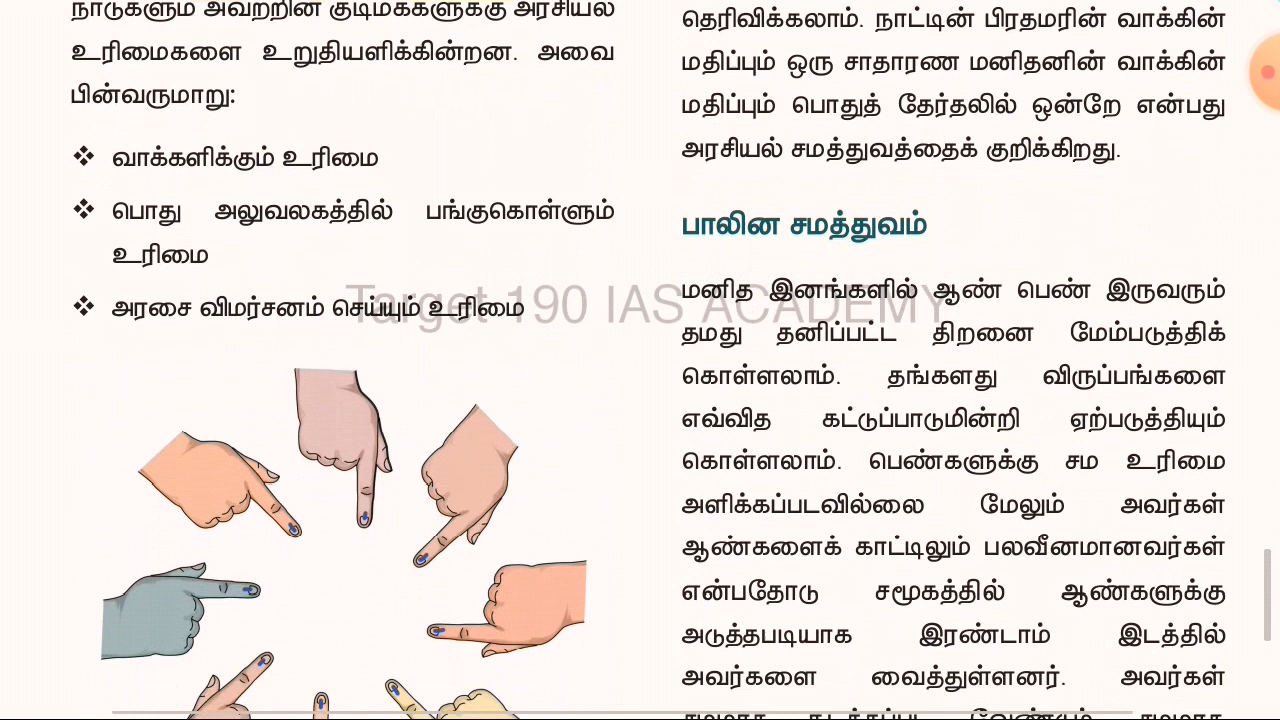 நாடுகளும் அவற்றின் குடிமக்களுக்கு அரசியல்
உரிமைகளை உறுதியளிக்கின்றன. அவை
பின்வருமாறு:
❖ வாக்களிக்கும் உரிமை
❖ பொது அலுவலகத்தில் பங்குகொள்ளும்
உரிமை
❖ அரசை விமர்சனம் செய்யும் உரிமை
தெரிவிக்கலாம். நாட்டின் பிரதமரின் வாக்கின்
மதிப்பும் ஒரு சாதாரண மனிதனின் வாக்கின்
மதிப்பும் பொதுத் தேர்தலில் ஒன்றே என்பது
அரசியல் சமத்துவத்தைக் குறிக்கிறது.
பாலின சமத்துவம்
மனித இனங்களில் ஆண் பெண் இருவரும்
தமது தனிப்பட்ட திறனை மேம்படுத்திக்
கொள்ளலாம். தங்களது விருப்பங்களை
எவ்வித கட்டுப்பாடுமின்றி ஏற்படுத்தியும்
கொள்ளலாம். பெண்களுக்கு சம உரிமை
அளிக்கப்படவில்லை மேலும் அவர்கள்
ஆண்களைக் காட்டிலும் பலவீனமானவர்கள்
என்பதோடு சமூகத்தில் ஆண்களுக்கு
அடுத்தபடியாக இரண்டாம் இடத்தில்
அவர்களை வைத்துள்ளனர். அவர்கள்
Target 190 IAS ACADEMY